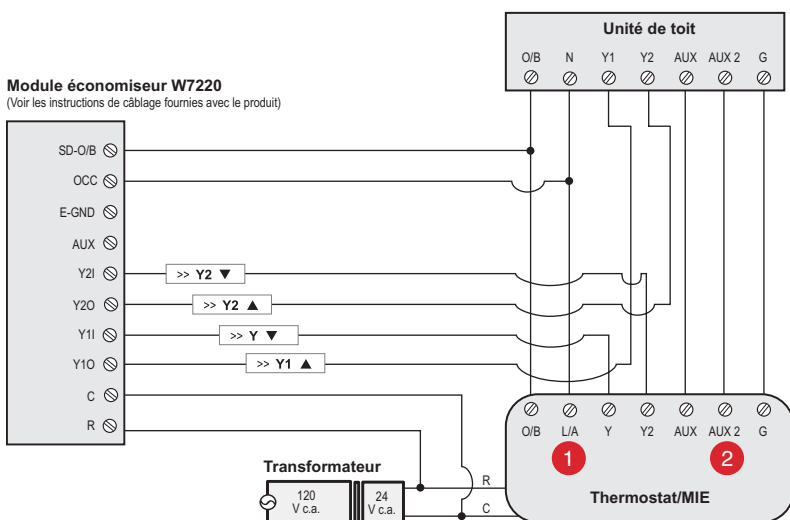 Unité de toit
O/B N Y1 Y2 AUX AUX 2 G
Module économiseur W7220
(Voir les instructions de câblage fournies avec le produit)
SD-O/B
OCC
E-GND
AUX
Y2I >> Y2 ▼
Y2O >> Y2 ▲
Y1I >> Y ▼
Y1O >> Y1 ▲
C
R
O/B L/A Y Y2 AUX AUX 2 G
1 2
Transformateur
R
120 V c.a.
24 V c.a.
Thermostat/MIE
C